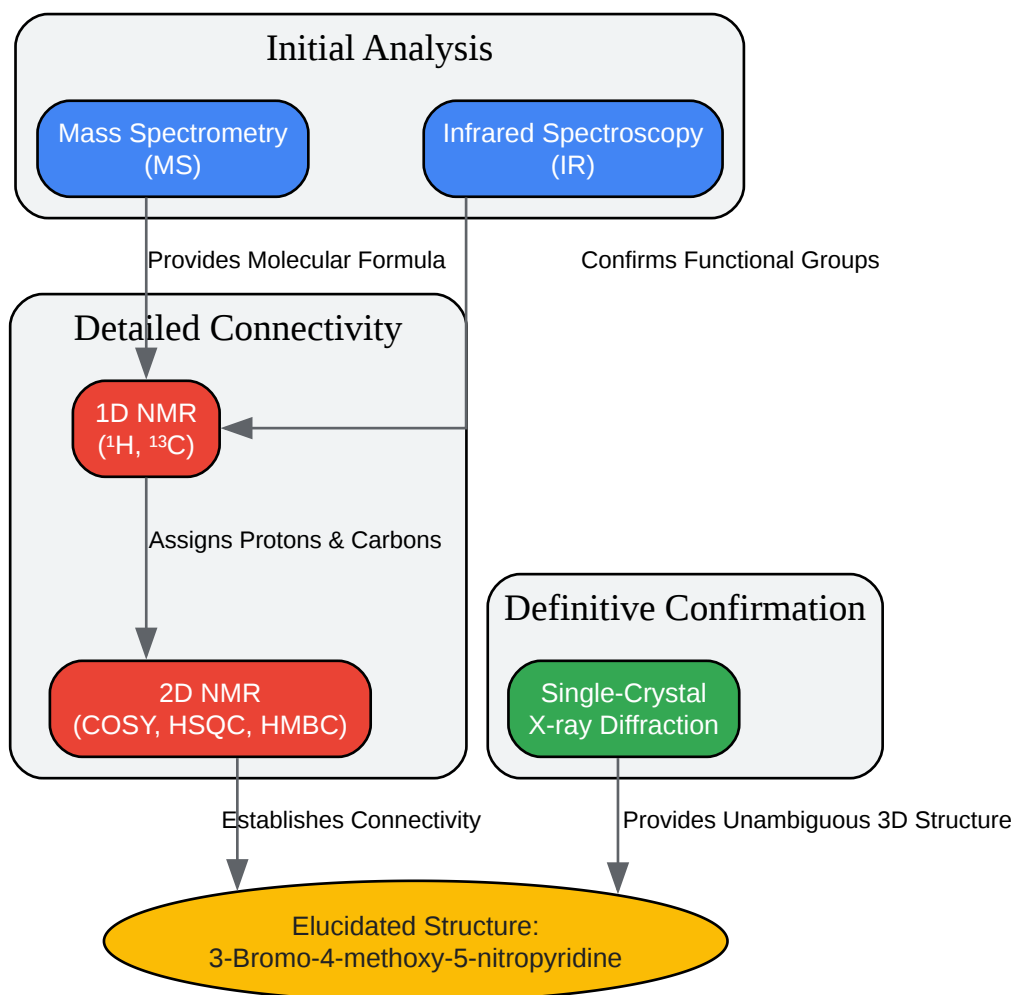 Initial Analysis
Mass Spectrometry
(MS)
Infrared Spectroscopy
(IR)
Provides Molecular Formula
Confirms Functional Groups
Detailed Connectivity
1D NMR
(¹H, ¹³C)
Assigns Protons & Carbons
Definitive Confirmation
2D NMR
(COSY, HSQC, HMBC)
Single-Crystal
X-ray Diffraction
Establishes Connectivity
Provides Unambiguous 3D Structure
Elucidated Structure:
3-Bromo-4-methoxy-5-nitropyridine